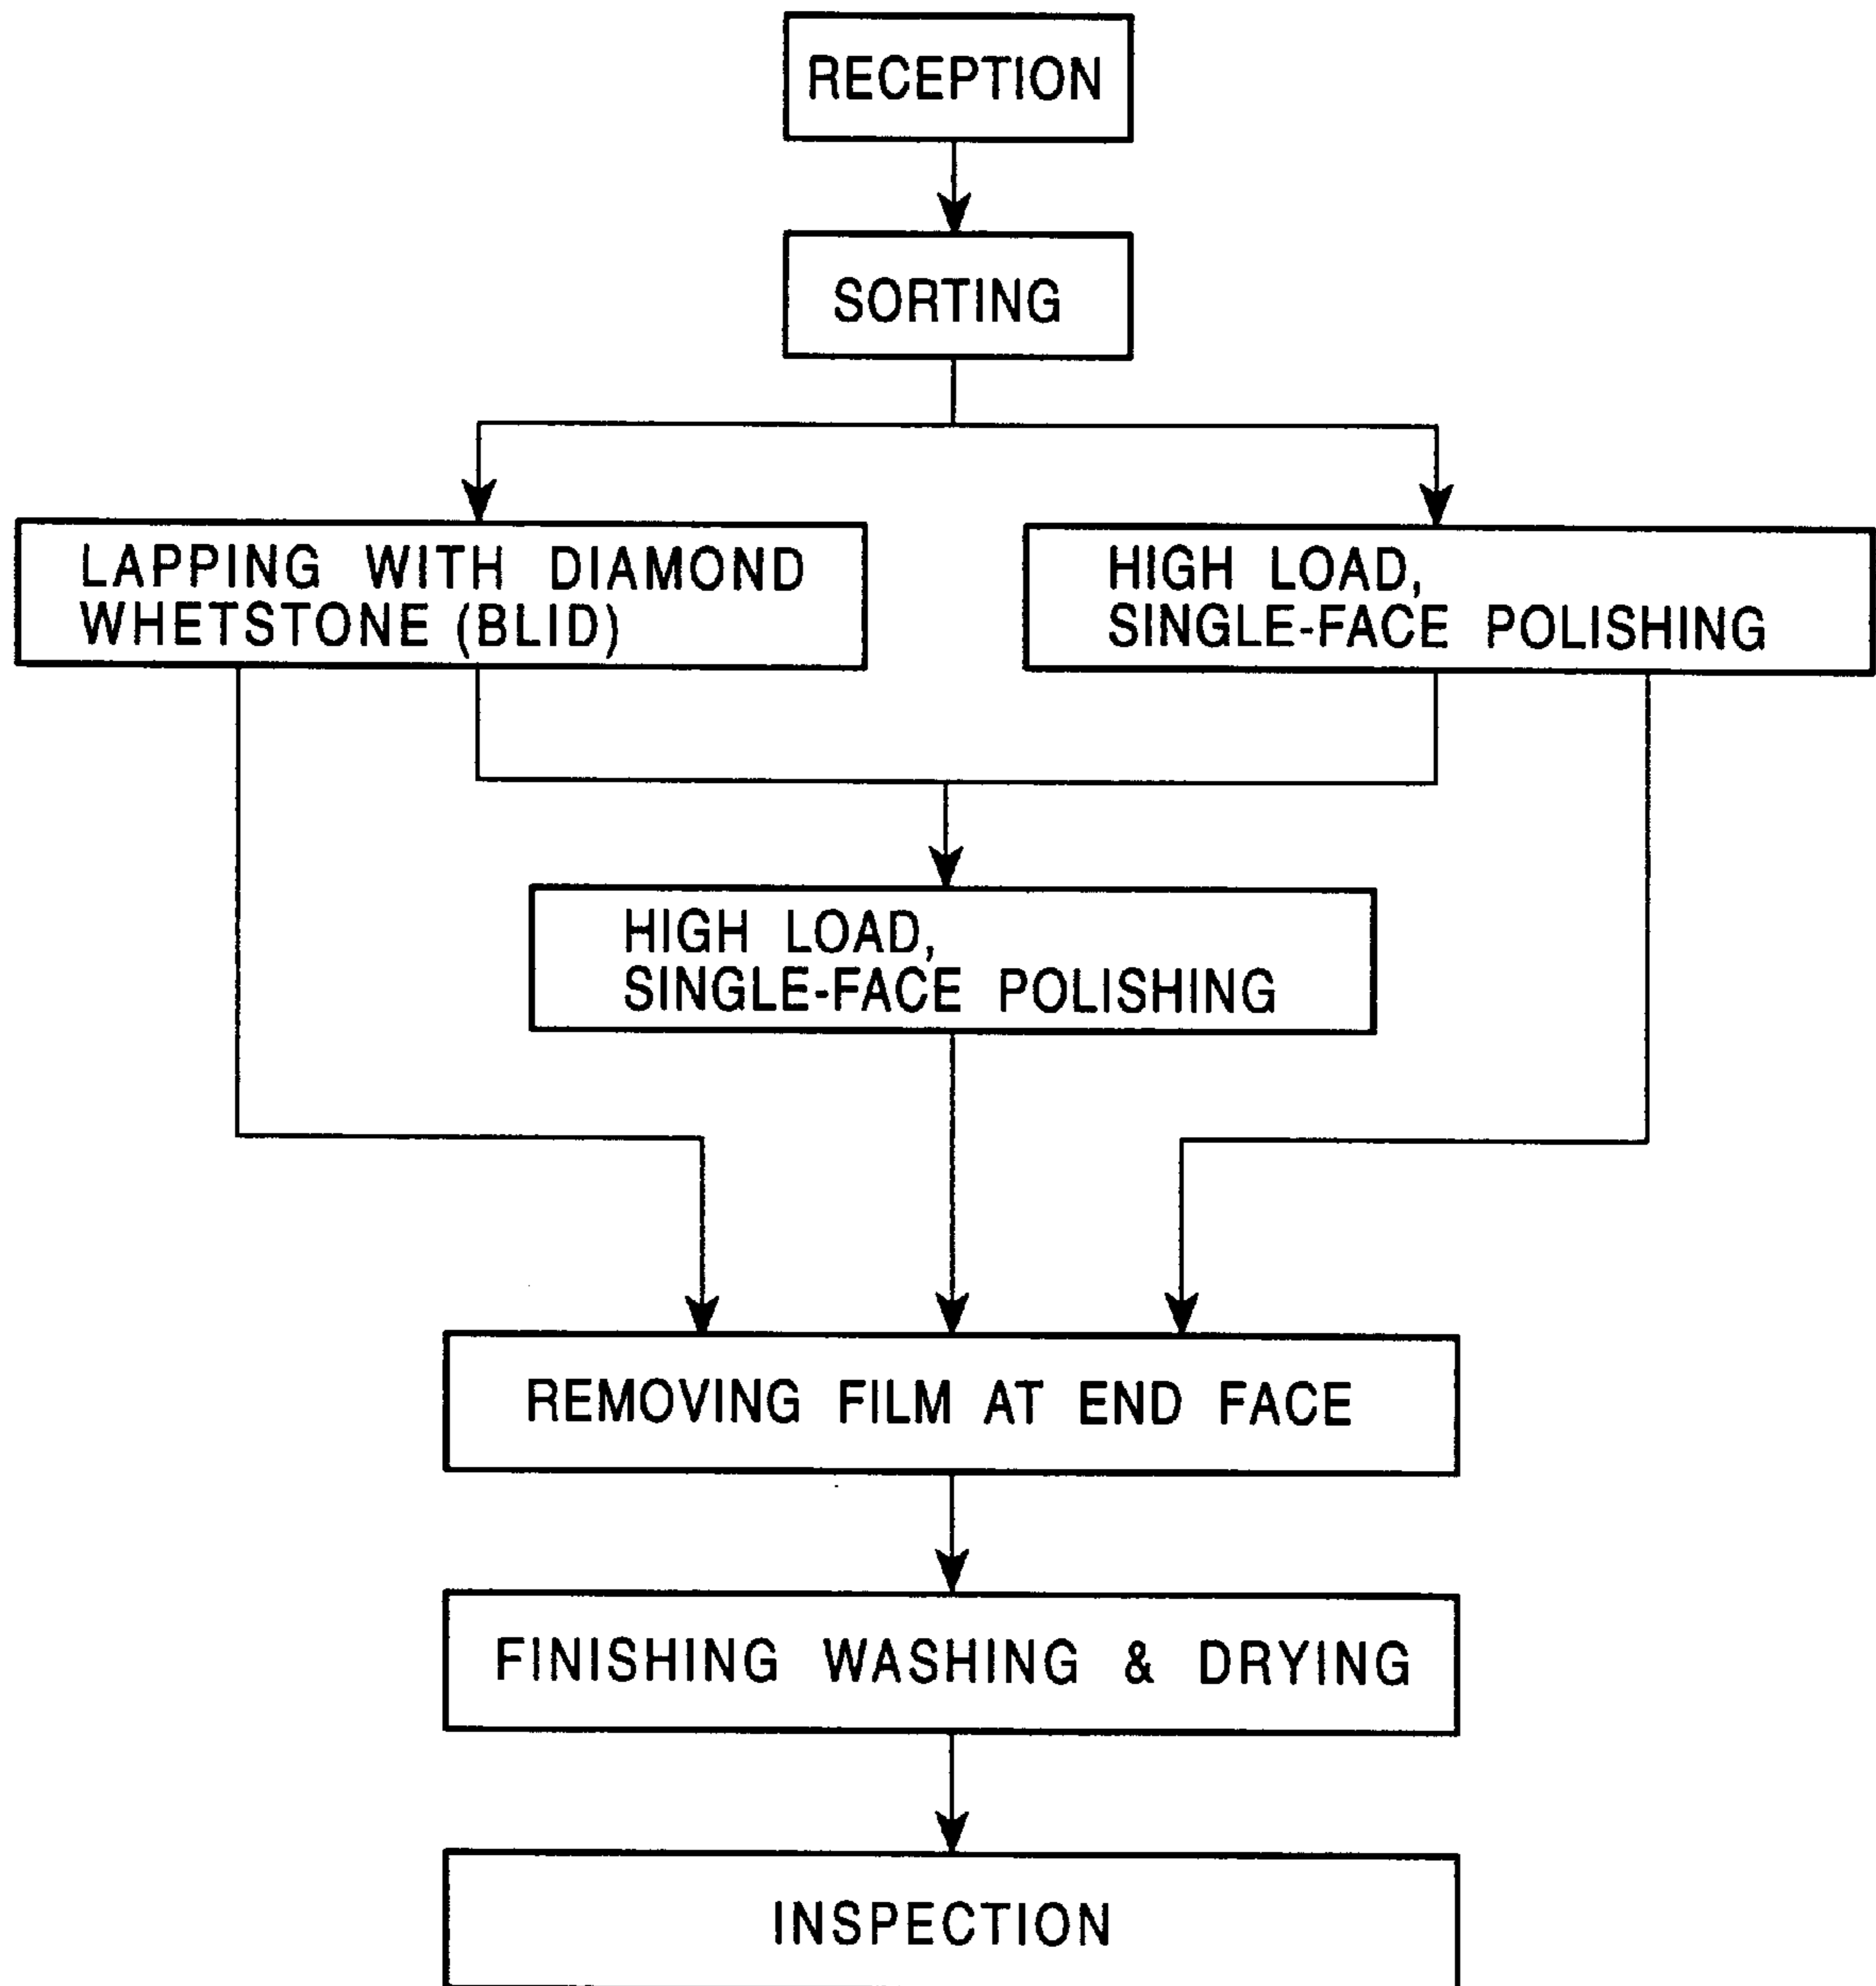 RECEPTION
SORTING
LAPPING WITH DIAMOND
WHETSTONE (BLID)
HIGH LOAD,
SINGLE-FACE POLISHING
HIGH LOAD,
SINGLE-FACE POLISHING
REMOVING FILM AT END FACE
FINISHING WASHING & DRYING
INSPECTION